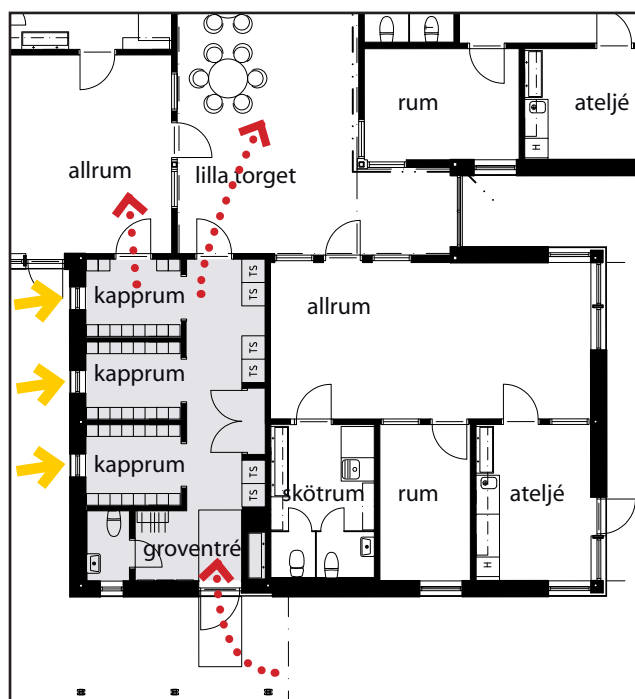 rum
ateljé
H
allrum
lilla torget
kapprum
TS
TS
allrum
kapprum
TS
TS
kapprum
TS
TS
skötrum
rum
ateljé
groventré
H